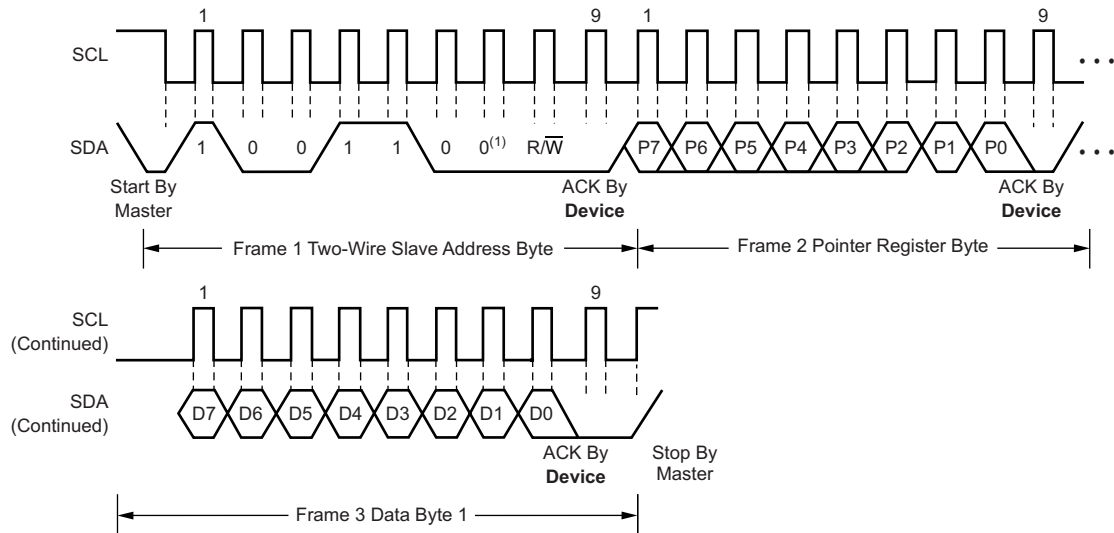 1 9 1 9
SCL
SDA 1 0 0 1 1 0 0(1) R/W̅ P7 P6 P5 P4 P3 P2 P1 P0
Start By
Master
ACK By
Device
ACK By
Device
Frame 1 Two-Wire Slave Address Byte
Frame 2 Pointer Register Byte
1 9
SCL
(Continued)
SDA
(Continued)
D7 D6 D5 D4 D3 D2 D1 D0
ACK By
Device
Stop By
Master
Frame 3 Data Byte 1